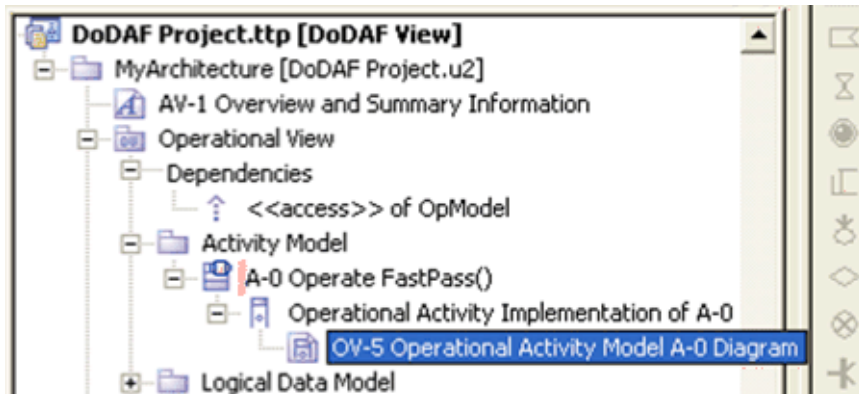 DoDAF Project.ttp [DoDAF View]
MyArchitecture [DoDAF Project.u2]
AV-1 Overview and Summary Information
Operational View
Dependencies
<<access>> of OpModel
Activity Model
A-0 Operate FastPass()
Operational Activity Implementation of A-0
OV-5 Operational Activity Model A-0 Diagram
Logical Data Model